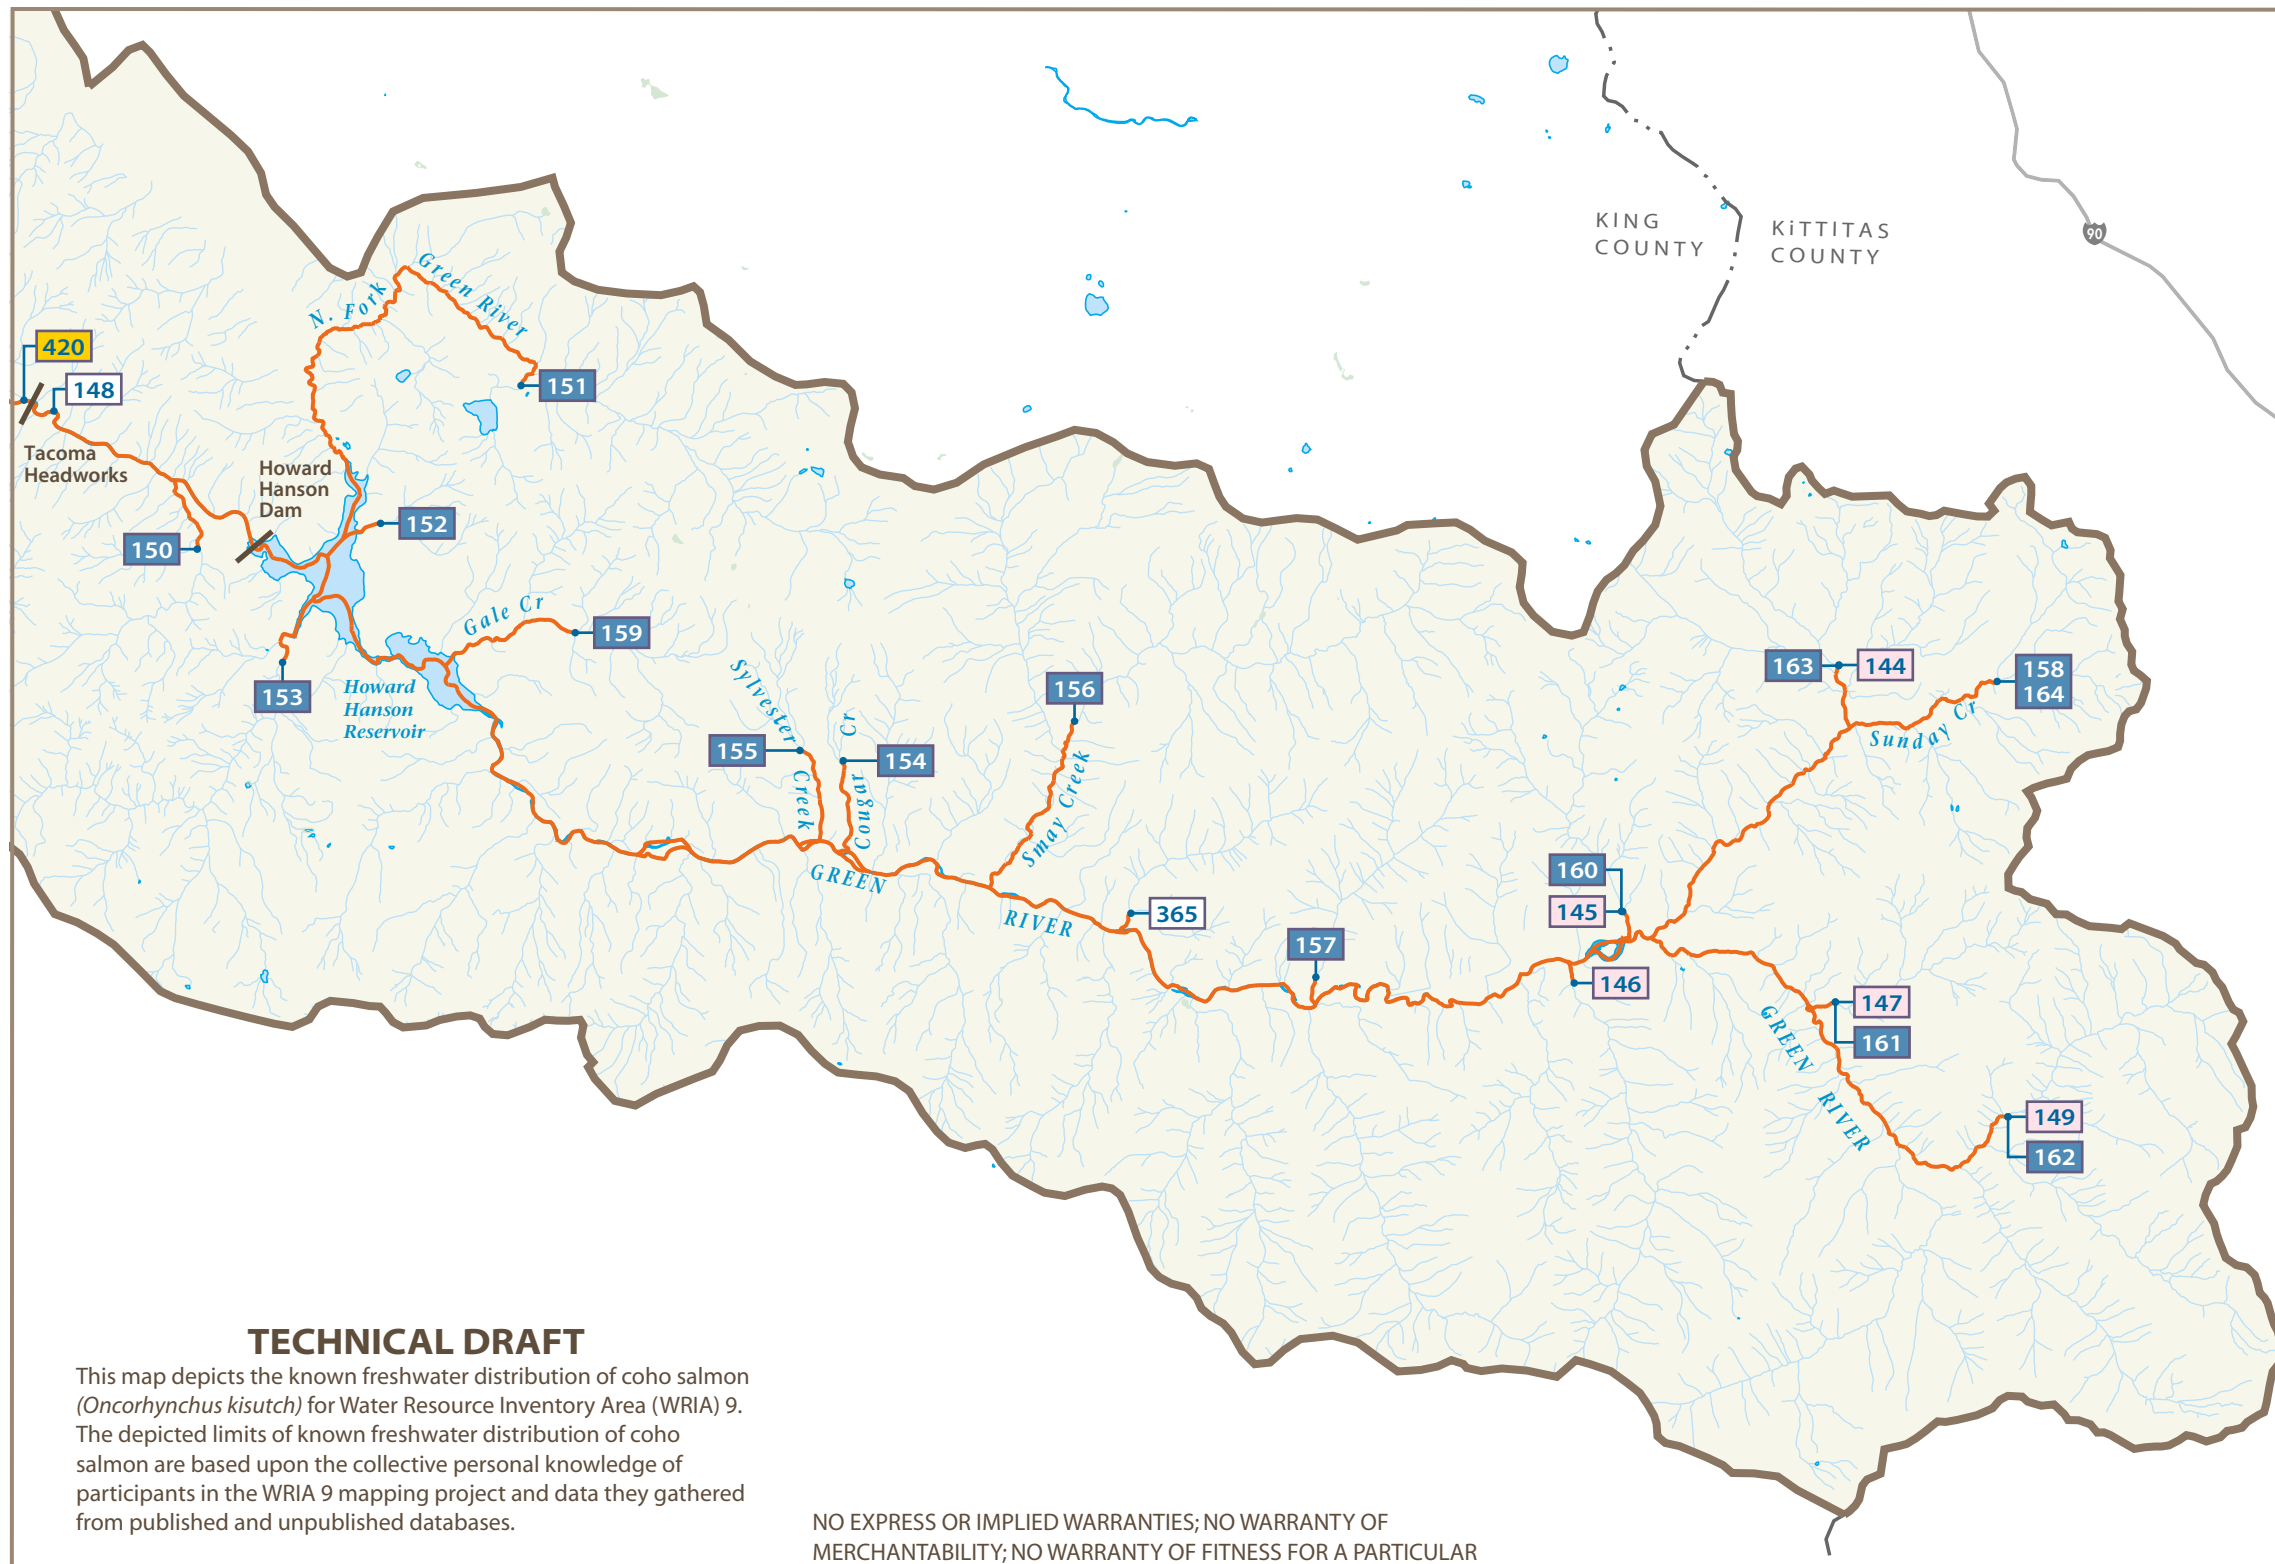 KING
COUNTY
KiTTITAS
COUNTY
90
N. Fork
Green River
420
148
151
Tacoma
Headworks
Howard
Hanson
Dam
152
150
Gale Cr
159
153
Howard
Hanson
Reservoir
Sylvester
Creek
155
Cougar
Cr
154
156
Smay Creek
163
144
158
164
Sunday Cr
GREEN
RIVER
365
157
160
145
146
147
161
GREEN
RIVER
149
162
TECHNICAL DRAFT
This map depicts the known freshwater distribution of coho salmon
(Oncorhynchus kisutch) for Water Resource Inventory Area (WRIA) 9.
The depicted limits of known freshwater distribution of coho
salmon are based upon the collective personal knowledge of
participants in the WRIA 9 mapping project and data they gathered
from published and unpublished databases.
NO EXPRESS OR IMPLIED WARRANTIES; NO WARRANTY OF
MERCHANTABILITY; NO WARRANTY OF FITNESS FOR A PARTICULAR